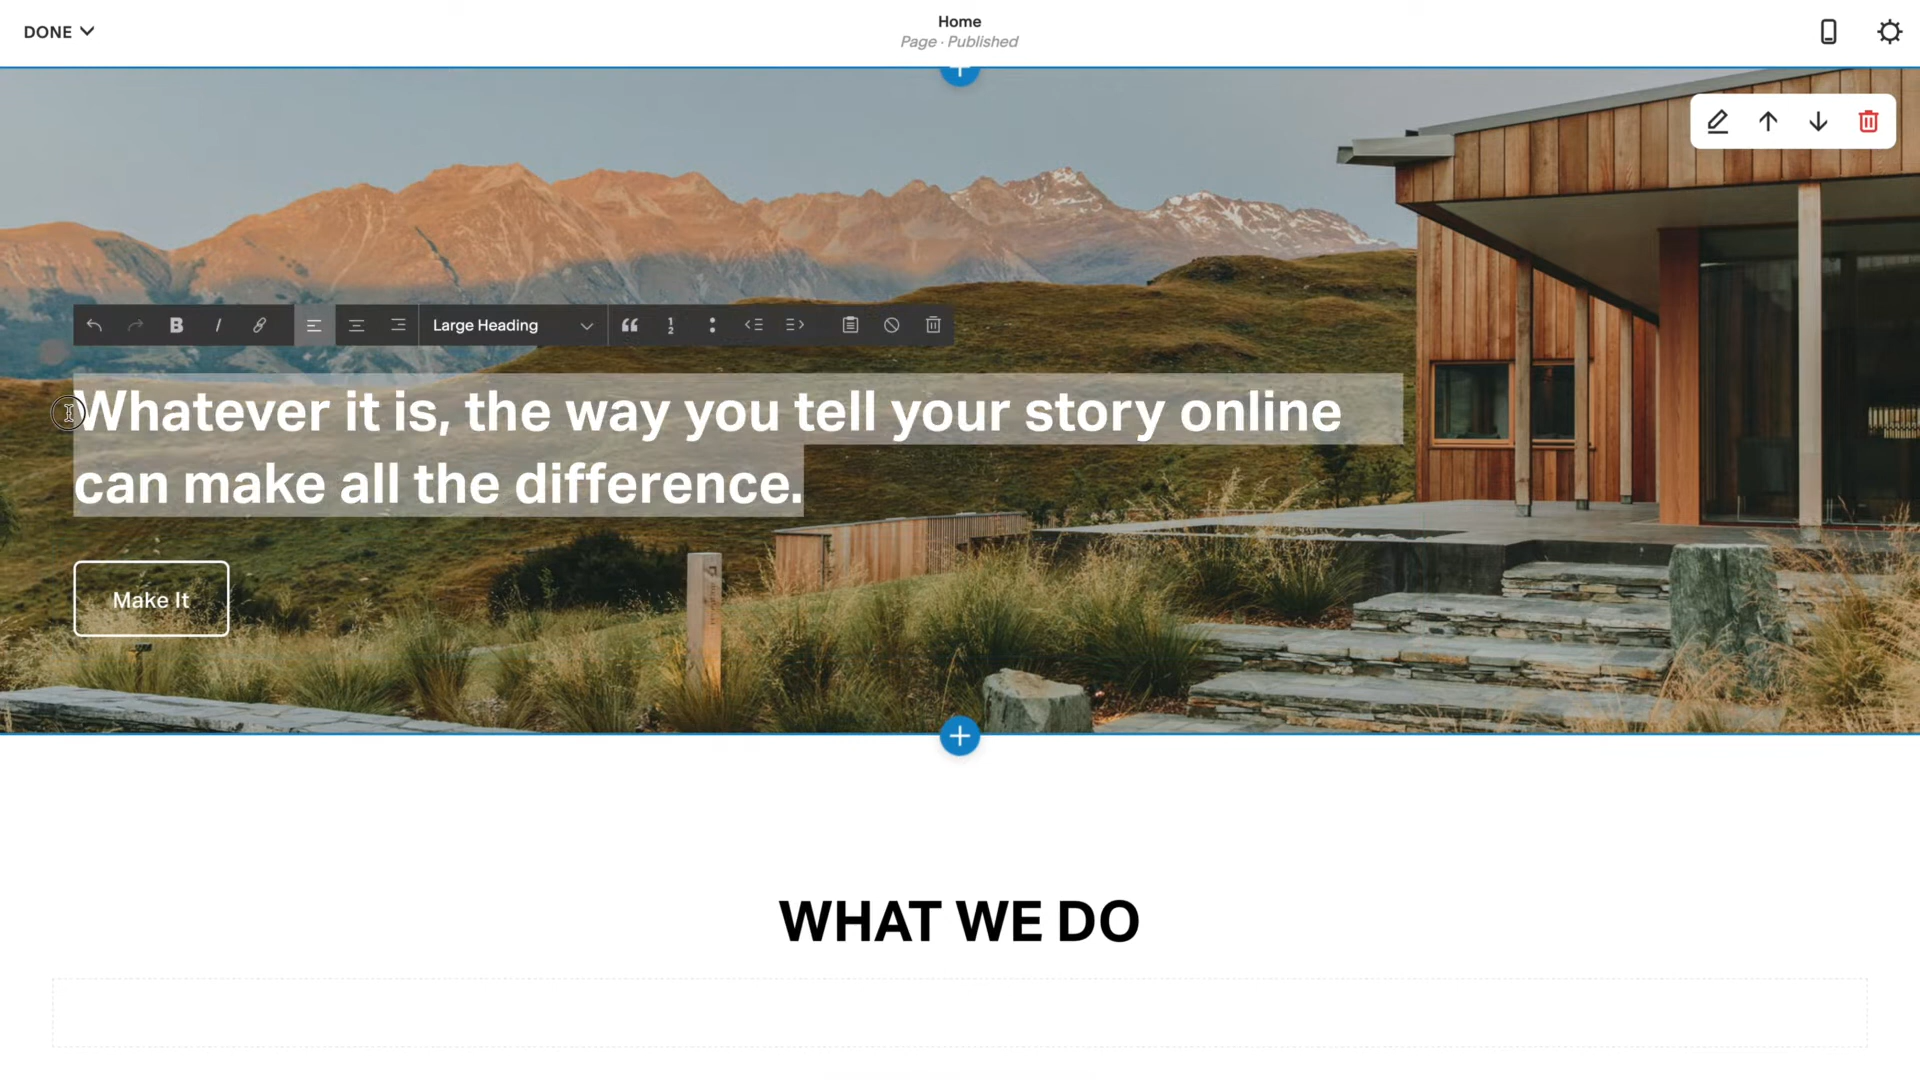 DONE
Home
Page · Published
B I Large Heading
Whatever it is, the way you tell your story online
can make all the difference.
Make It
WHAT WE DO